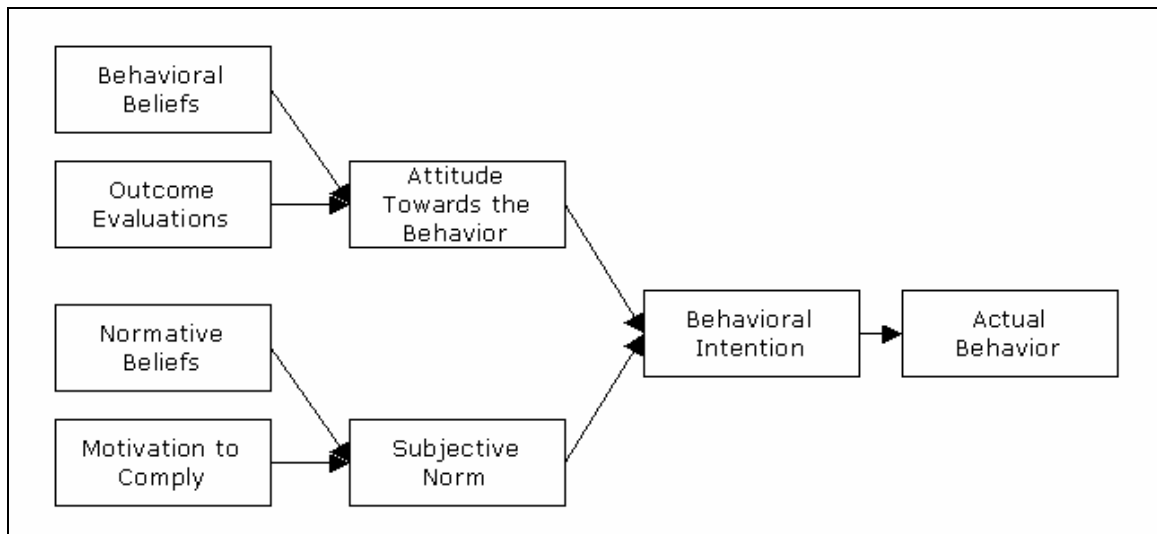 Behavioral
Beliefs
Outcome
Evaluations
Attitude
Towards the
Behavior
Normative
Beliefs
Motivation to
Comply
Subjective
Norm
Behavioral
Intention
Actual
Behavior